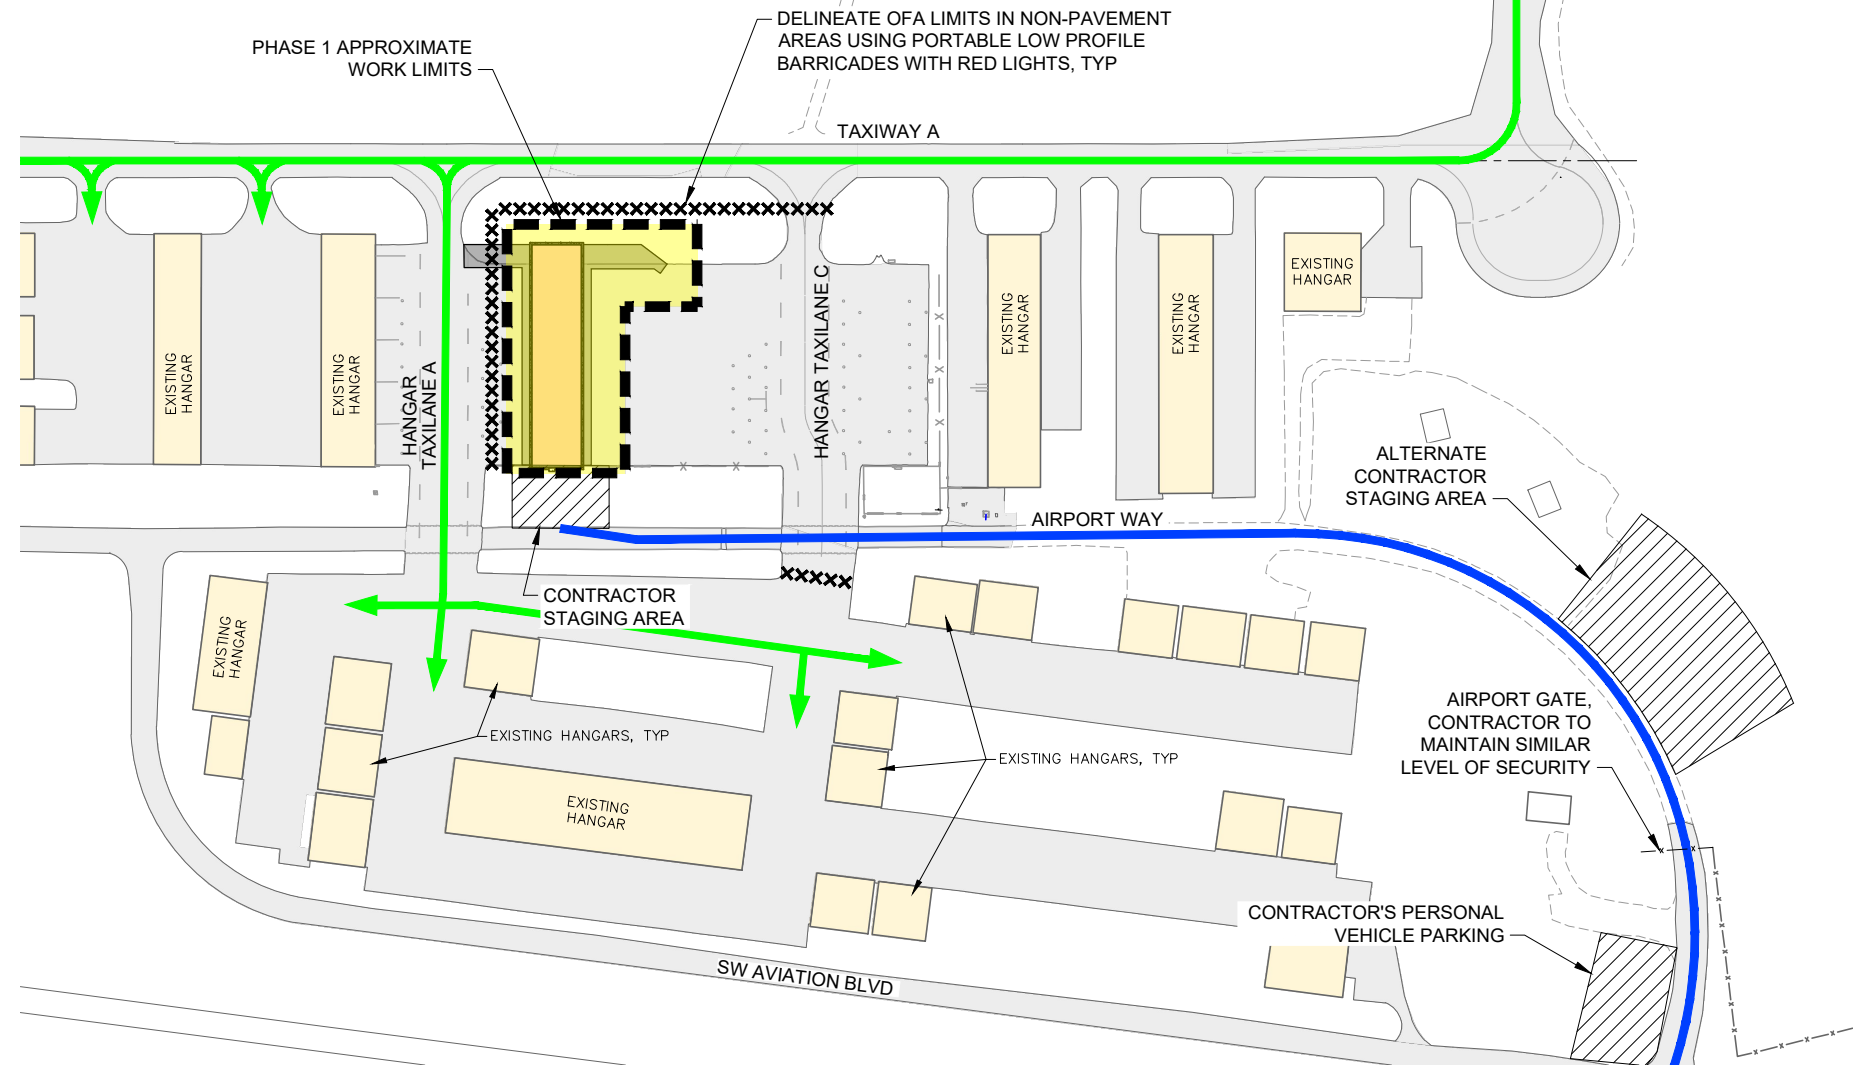 DELINEATE OFA LIMITS IN NON-PAVEMENT
AREAS USING PORTABLE LOW PROFILE
BARRICADES WITH RED LIGHTS, TYP
PHASE 1 APPROXIMATE
WORK LIMITS
TAXIWAY A
EXISTING
HANGAR
EXISTING
HANGAR
HANGAR
TAXILANE A
HANGAR TAXILANE C
EXISTING
HANGAR
EXISTING
HANGAR
EXISTING
HANGAR
ALTERNATE
CONTRACTOR
STAGING AREA
AIRPORT WAY
CONTRACTOR
STAGING AREA
EXISTING
HANGAR
EXISTING HANGARS, TYP
EXISTING HANGARS, TYP
AIRPORT GATE,
CONTRACTOR TO
MAINTAIN SIMILAR
LEVEL OF SECURITY
EXISTING
HANGAR
CONTRACTOR'S PERSONAL
VEHICLE PARKING
SW AVIATION BLVD